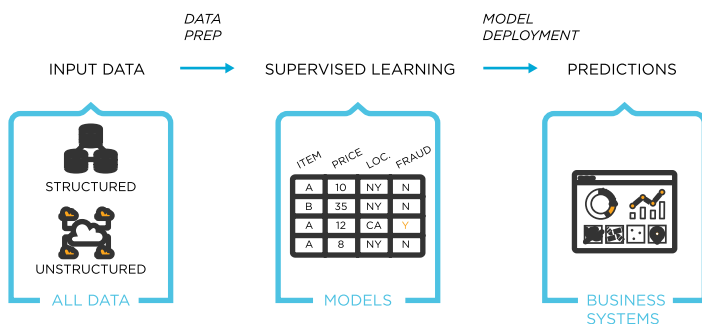 DATA
PREP
MODEL
DEPLOYMENT
INPUT DATA
SUPERVISED LEARNING
PREDICTIONS
STRUCTURED
UNSTRUCTURED
ALL DATA
ITEM PRICE LOC. FRAUD
A 10 NY N
B 35 NY N
A 12 CA Y
A 8 NY N
MODELS
BUSINESS
SYSTEMS